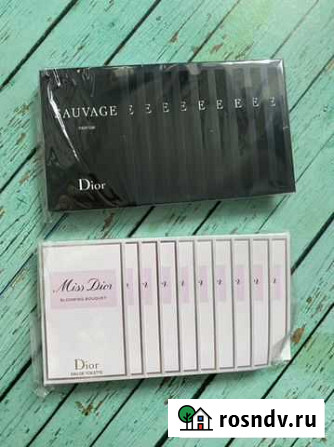 SAUVAGE E E E E E E E E
PARFUM
Dior
Miss Dior
BLOOMING BOUQUET
Dior
EAU DE TOILETTE
rosndv.ru